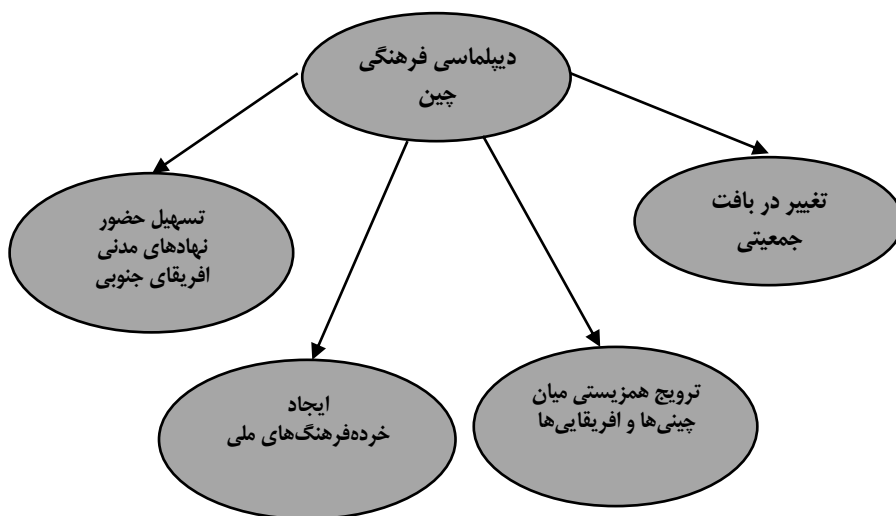 دیپلماسی فرهنگی
چین
تغییر در بافت
جمعیتی
تسهیل حضور
نهادهای مدنی
افریقای جنوبی
ترویج همزیستی میان
چینی‌ها و افریقایی‌ها
ایجاد
خرده‌فرهنگ‌های ملی